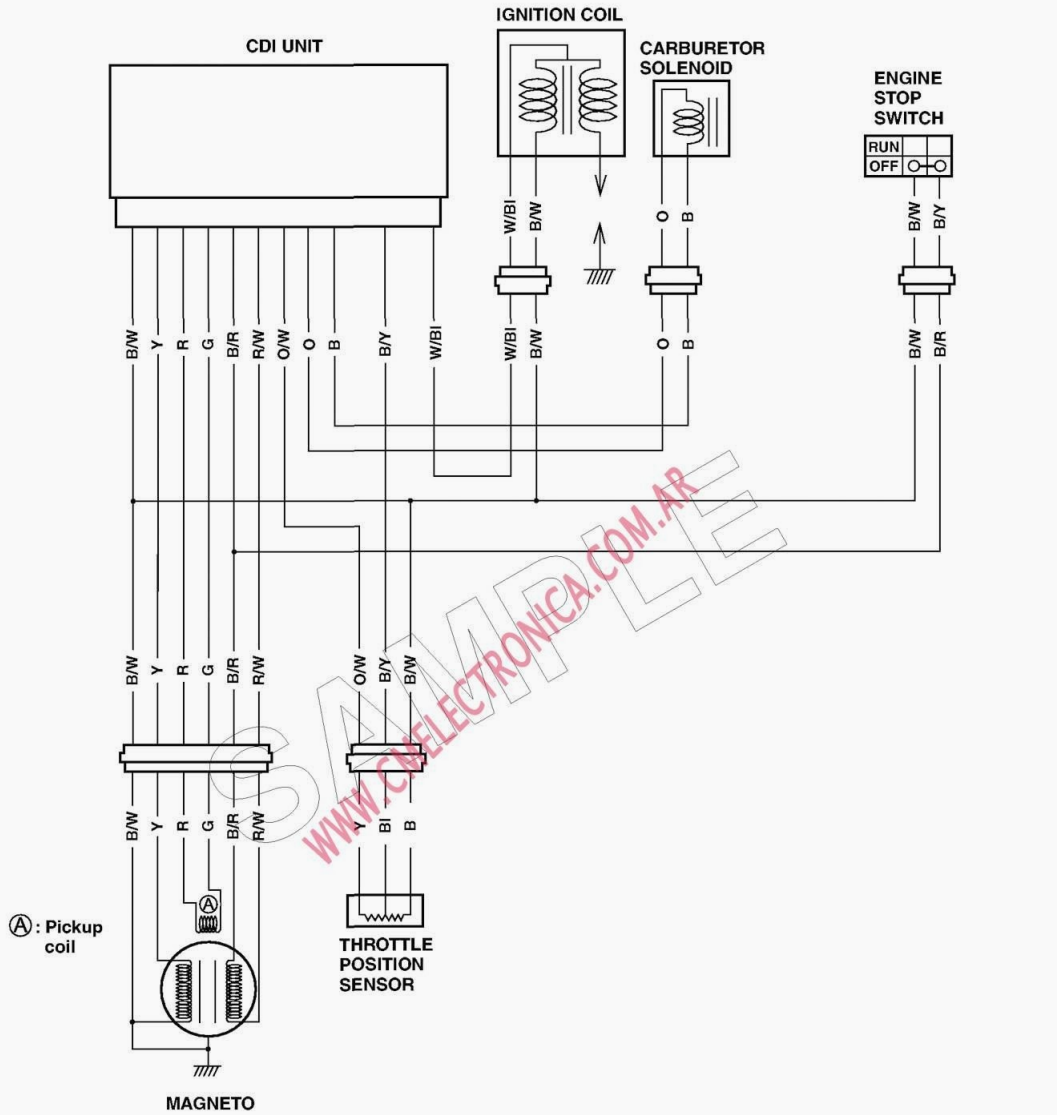 IGNITION COIL
CDI UNIT
CARBURETOR
SOLENOID
ENGINE
STOP
SWITCH
RUN
OFF
W/Bl B/W O B B/W B/Y
B/W Y R G B/R R/W O/W O B B/Y W/Bl W/Bl B/W O B B/W B/R
SAMPLE
WWW.CMELECTRONICA.COM.AR
B/W Y R G B/R R/W O/W B/Y B/W
B/W Y R G B/R R/W Y Bl B
A
A : Pickup
coil
THROTTLE
POSITION
SENSOR
MAGNETO